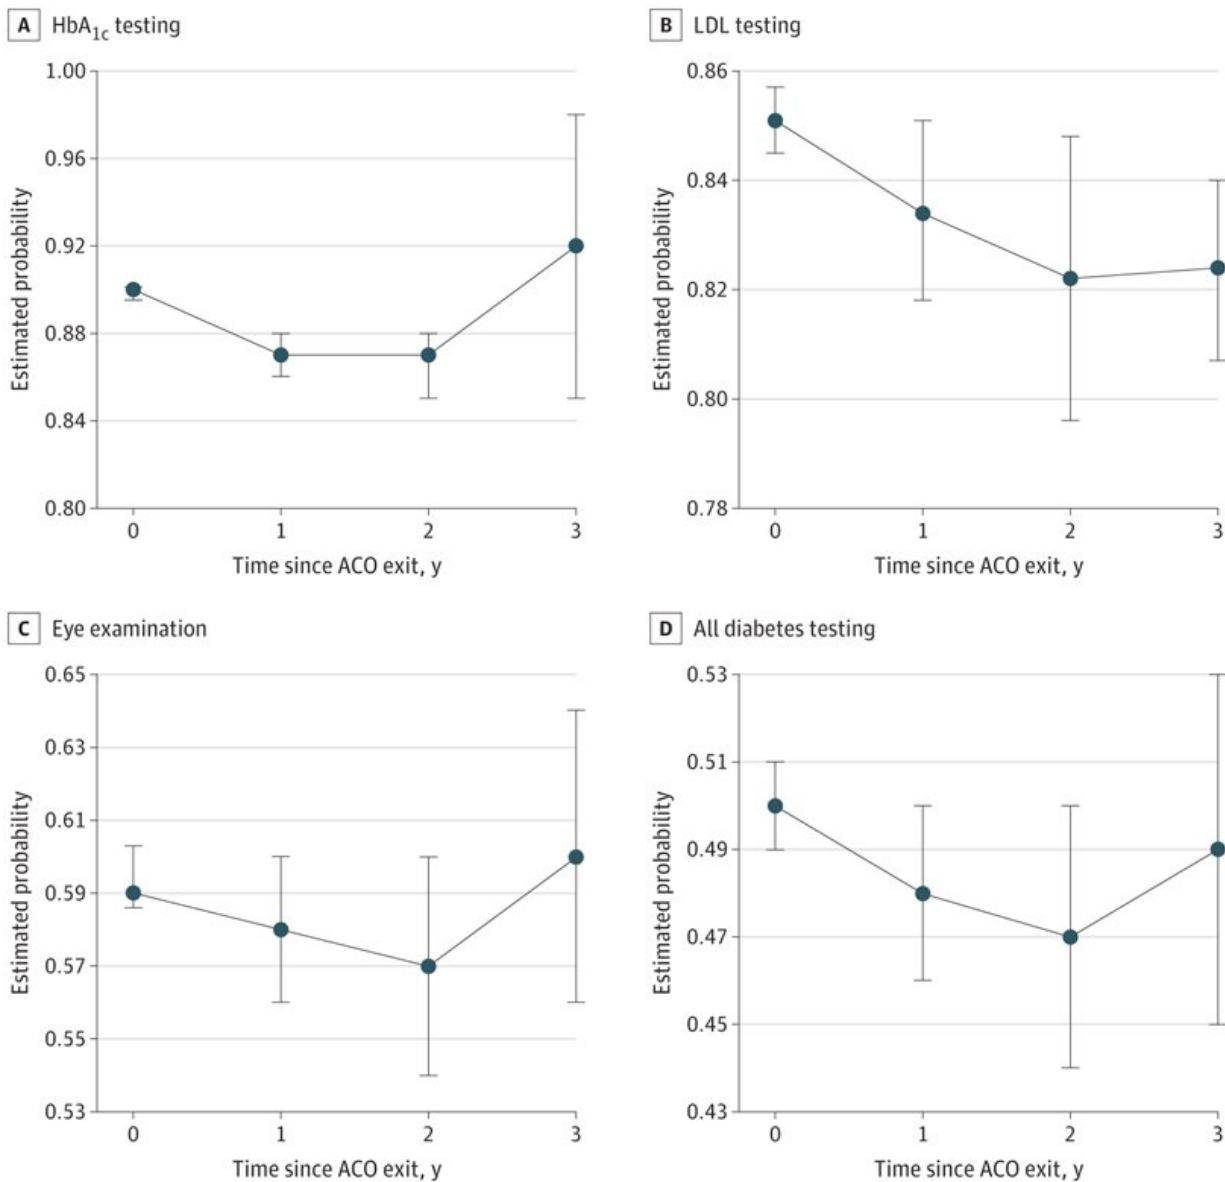 A HbA1c testing
1.00
0.96
0.92
0.88
0.84
0.80
Estimated probability
0 1 2 3
Time since ACO exit, y
B LDL testing
0.86
0.84
0.82
0.80
0.78
Estimated probability
0 1 2 3
Time since ACO exit, y
C Eye examination
0.65
0.63
0.61
0.59
0.57
0.55
0.53
Estimated probability
0 1 2 3
Time since ACO exit, y
D All diabetes testing
0.53
0.51
0.49
0.47
0.45
0.43
Estimated probability
0 1 2 3
Time since ACO exit, y